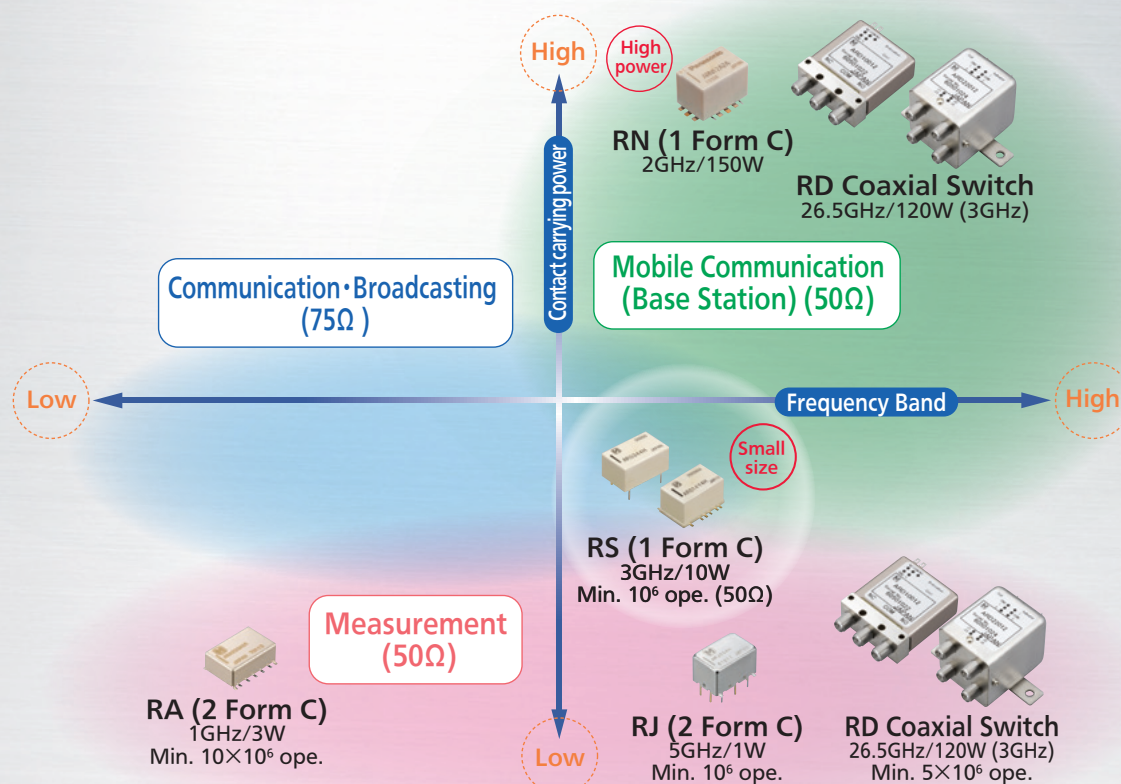 High
High
power
RN (1 Form C)
2GHz/150W
RD Coaxial Switch
26.5GHz/120W (3GHz)
Contact carrying power
Communication・Broadcasting
(75Ω )
Mobile Communication
(Base Station) (50Ω)
Low
Frequency Band
High
Small
size
RS (1 Form C)
3GHz/10W
Min. 10⁶ ope. (50Ω)
Measurement
(50Ω)
RA (2 Form C)
1GHz/3W
Min. 10×10⁶ ope.
RJ (2 Form C)
5GHz/1W
Min. 10⁶ ope.
RD Coaxial Switch
26.5GHz/120W (3GHz)
Min. 5×10⁶ ope.
Low